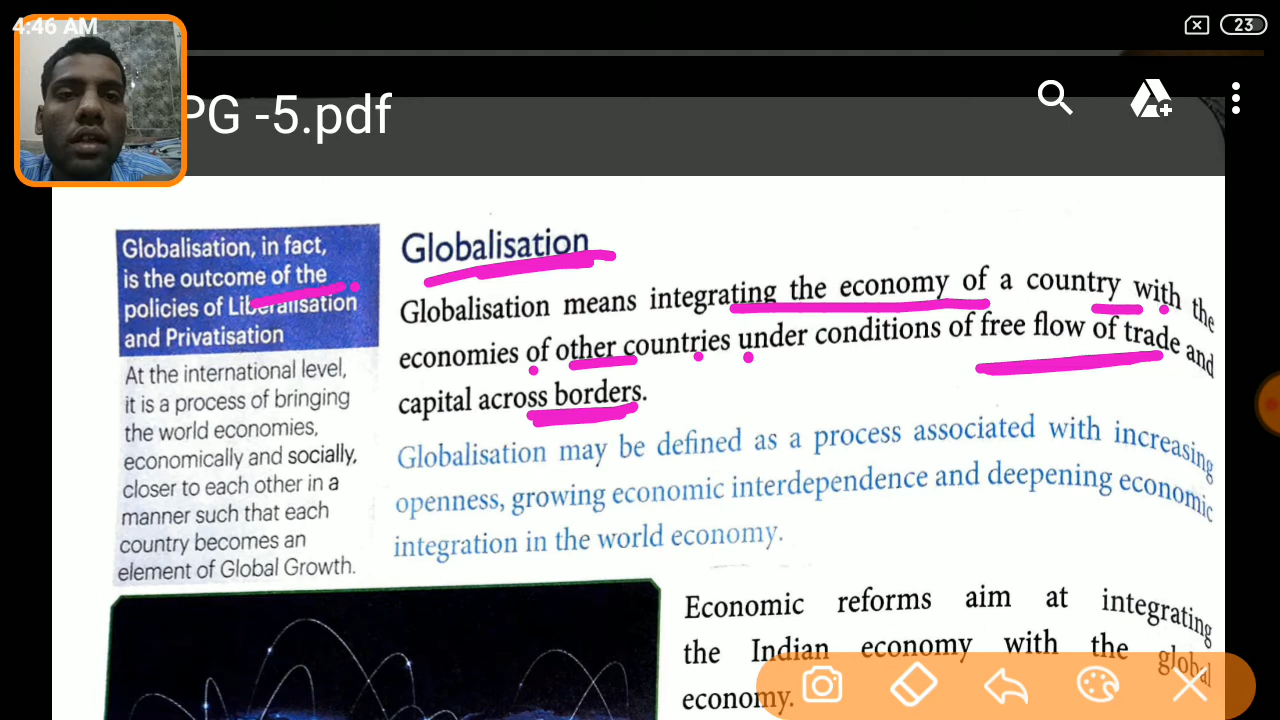 4:46 AM
23
PG -5.pdf
Globalisation, in fact,
is the outcome of the
policies of Liberalisation
and Privatisation
At the international level,
it is a process of bringing
the world economies,
economically and socially,
closer to each other in a
manner such that each
country becomes an
element of Global Growth.
Globalisation
Globalisation means integrating the economy of a country with the
economies of other countries under conditions of free flow of trade and
capital across borders.
Globalisation may be defined as a process associated with increasing
openness, growing economic interdependence and deepening economic
integration in the world economy.
Economic reforms aim at integrating
the Indian economy with the global
economy.